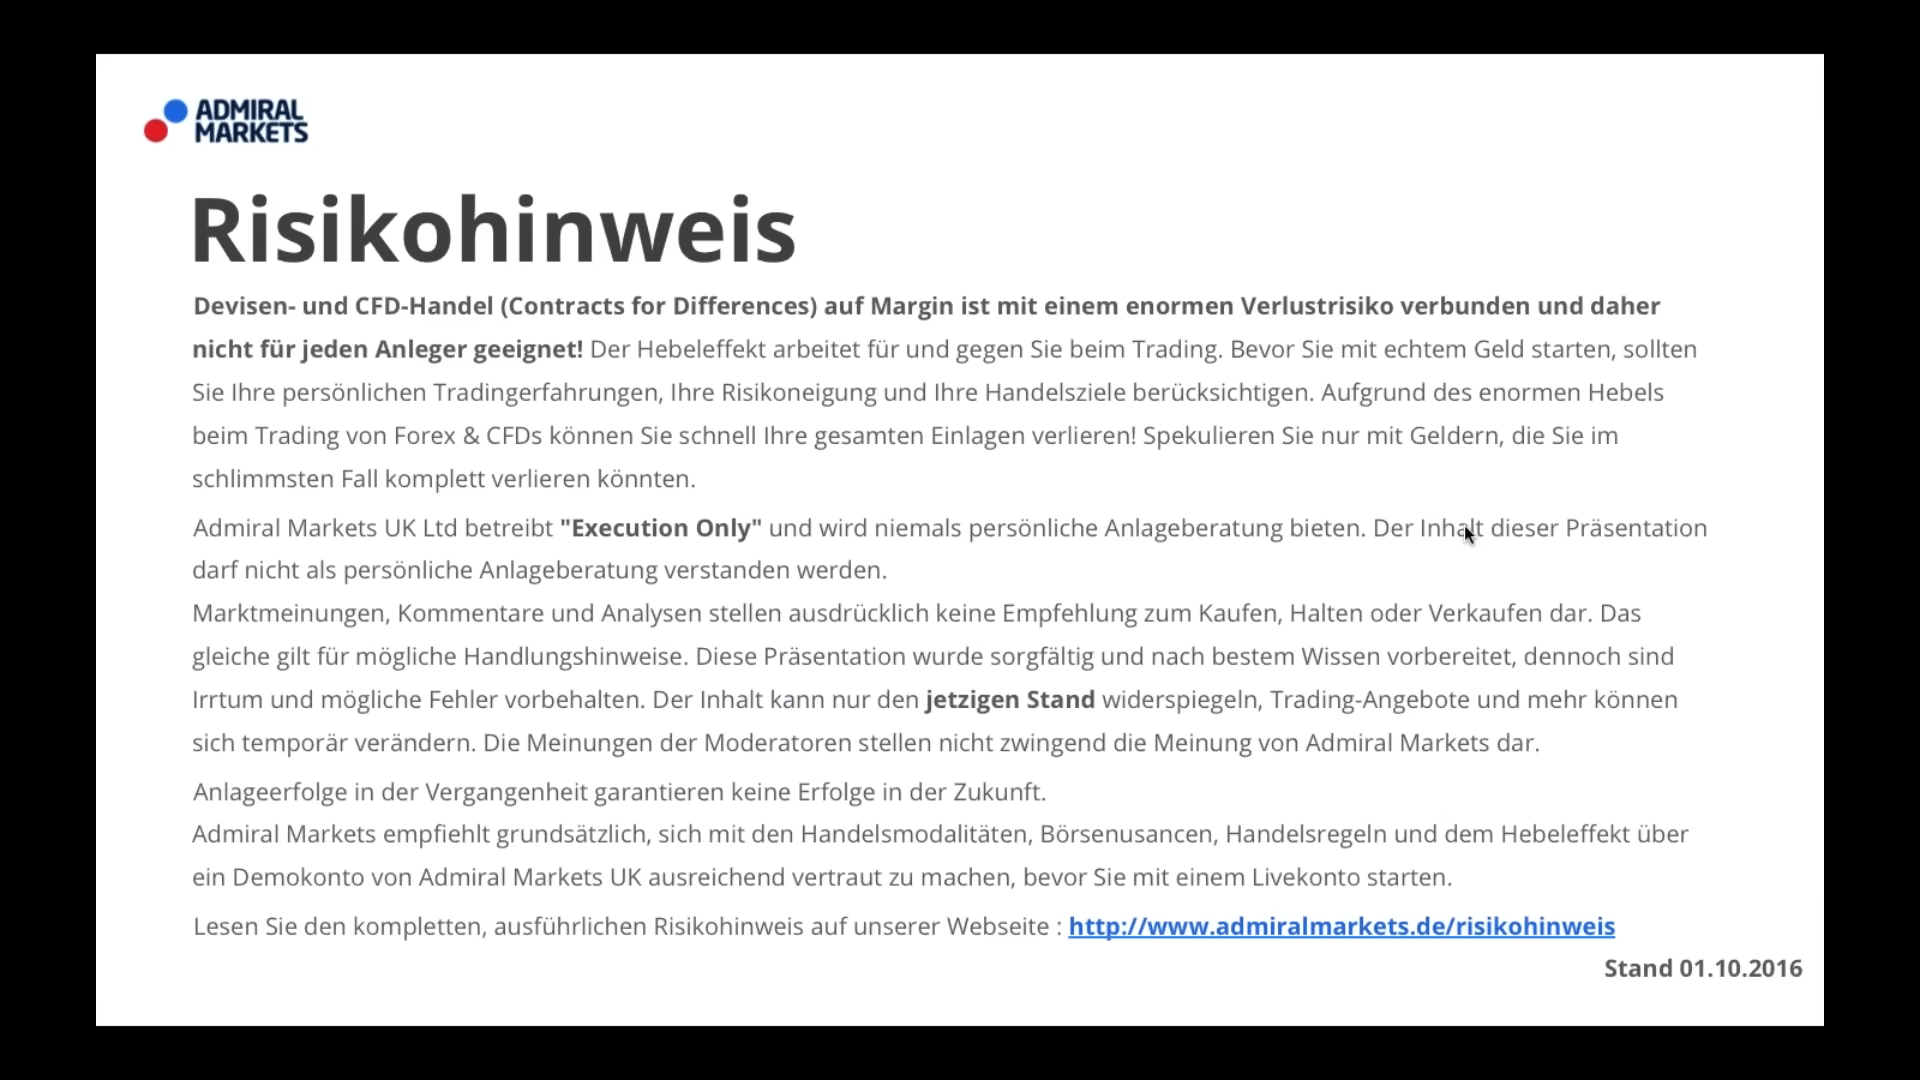 ADMIRAL
MARKETS
Risikohinweis
Devisen- und CFD-Handel (Contracts for Differences) auf Margin ist mit einem enormen Verlustrisiko verbunden und daher
nicht für jeden Anleger geeignet! Der Hebeleffekt arbeitet für und gegen Sie beim Trading. Bevor Sie mit echtem Geld starten, sollten
Sie Ihre persönlichen Tradingerfahrungen, Ihre Risikoneigung und Ihre Handelsziele berücksichtigen. Aufgrund des enormen Hebels
beim Trading von Forex & CFDs können Sie schnell Ihre gesamten Einlagen verlieren! Spekulieren Sie nur mit Geldern, die Sie im
schlimmsten Fall komplett verlieren könnten.
Admiral Markets UK Ltd betreibt "Execution Only" und wird niemals persönliche Anlageberatung bieten. Der Inhalt dieser Präsentation
darf nicht als persönliche Anlageberatung verstanden werden.
Marktmeinungen, Kommentare und Analysen stellen ausdrücklich keine Empfehlung zum Kaufen, Halten oder Verkaufen dar. Das
gleiche gilt für mögliche Handlungshinweise. Diese Präsentation wurde sorgfältig und nach bestem Wissen vorbereitet, dennoch sind
Irrtum und mögliche Fehler vorbehalten. Der Inhalt kann nur den jetzigen Stand widerspiegeln, Trading-Angebote und mehr können
sich temporär verändern. Die Meinungen der Moderatoren stellen nicht zwingend die Meinung von Admiral Markets dar.
Anlageerfolge in der Vergangenheit garantieren keine Erfolge in der Zukunft.
Admiral Markets empfiehlt grundsätzlich, sich mit den Handelsmodalitäten, Börsenusancen, Handelsregeln und dem Hebeleffekt über
ein Demokonto von Admiral Markets UK ausreichend vertraut zu machen, bevor Sie mit einem Livekonto starten.
Lesen Sie den kompletten, ausführlichen Risikohinweis auf unserer Webseite : http://www.admiralmarkets.de/risikohinweis
Stand 01.10.2016